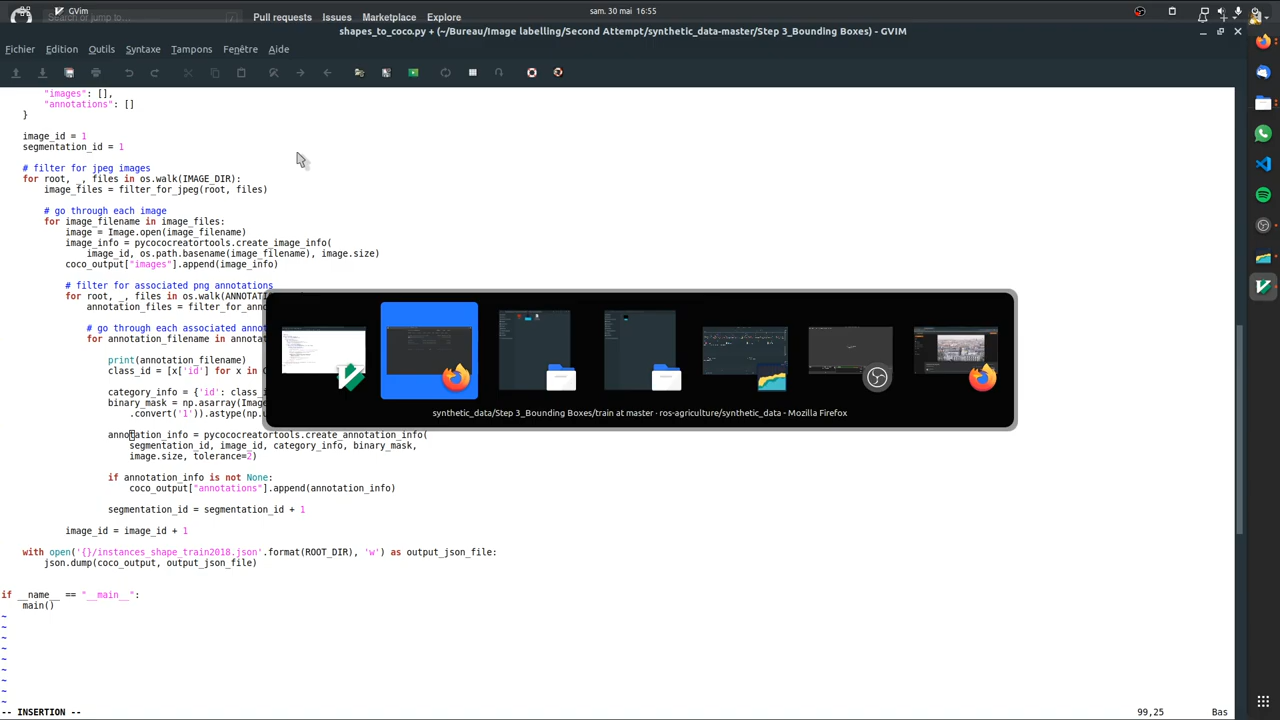 GVim
sam. 30 mai 16:55
Search or jump to...
Pull requests Issues Marketplace Explore
shapes_to_coco.py + (~/Bureau/Image labelling/Second Attempt/synthetic_data-master/Step 3_Bounding Boxes) - GVIM
Fichier Edition Outils Syntaxe Tampons Fenêtre Aide
"images": [],
"annotations": []
}
image_id = 1
segmentation_id = 1
# filter for jpeg images
for root, _, files in os.walk(IMAGE_DIR):
image_files = filter_for_jpeg(root, files)
# go through each image
for image_filename in image_files:
image = Image.open(image_filename)
image_info = pycococreatortools.create_image_info(
image_id, os.path.basename(image_filename), image.size)
coco_output["images"].append(image_info)
# filter for associated png annotations
for root, _, files in os.walk(ANNOTATI
annotation_files = filter_for_anno
# go through each associated annot
for annotation_filename in annotat
print(annotation_filename)
class_id = [x['id'] for x in C
category_info = {'id': class_i
binary_mask = np.asarray(Image
.convert('1')).astype(np.u
synthetic_data/Step 3_Bounding Boxes/train at master · ros-agriculture/synthetic_data - Mozilla Firefox
annotation_info = pycococreatortools.create_annotation_info(
segmentation_id, image_id, category_info, binary_mask,
image.size, tolerance=2)
if annotation_info is not None:
coco_output["annotations"].append(annotation_info)
segmentation_id = segmentation_id + 1
image_id = image_id + 1
with open('{}/instances_shape_train2018.json'.format(ROOT_DIR), 'w') as output_json_file:
json.dump(coco_output, output_json_file)
if __name__ == "__main__":
main()
~
~
~
~
~
~
~
~
~
-- INSERTION --
99,25
Bas